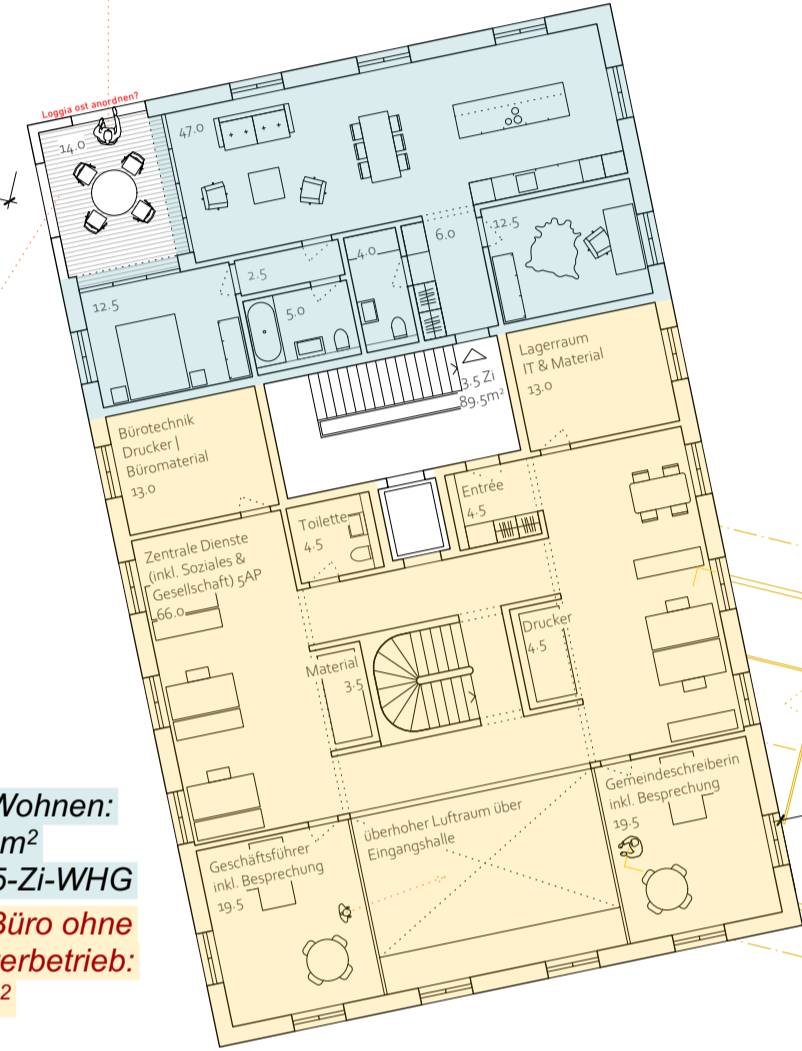 Loggia ost anordnen?
14.0
47.0
12.5
2.5
5.0
4.0
6.0
12.5
3.5 Zi
89.5m²
Lagerraum
IT & Material
13.0
Bürotechnik
Drucker |
Büromaterial
13.0
Toilette
4.5
Entrée
4.5
Zentrale Dienste
(inkl. Soziales &
Gesellschaft) 5AP
66.0
Material
3.5
Drucker
4.5
Geschäftsführer
inkl. Besprechung
19.5
überhoher Luftraum über
Eingangshalle
Gemeindeschreiberin
inkl. Besprechung
19.5
Wohnen:
m²
5-Zi-WHG
Büro ohne
erbetrieb:
²